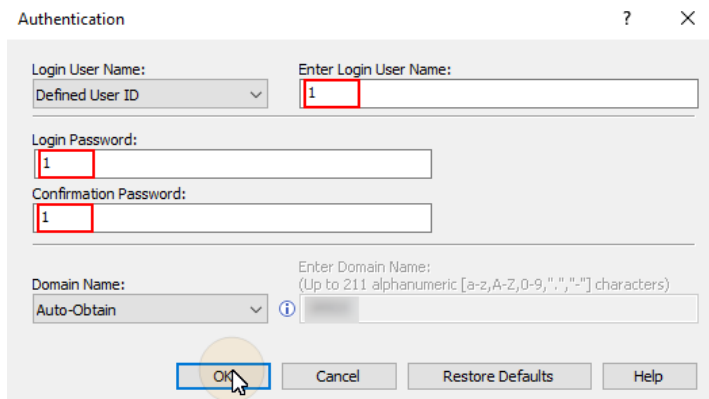 Authentication ? ×
Login User Name: Enter Login User Name:
Defined User ID 1
Login Password:
1
Confirmation Password:
1
Enter Domain Name:
Domain Name: (Up to 211 alphanumeric [a-z,A-Z,0-9,".","-"] characters)
Auto-Obtain
OK Cancel Restore Defaults Help